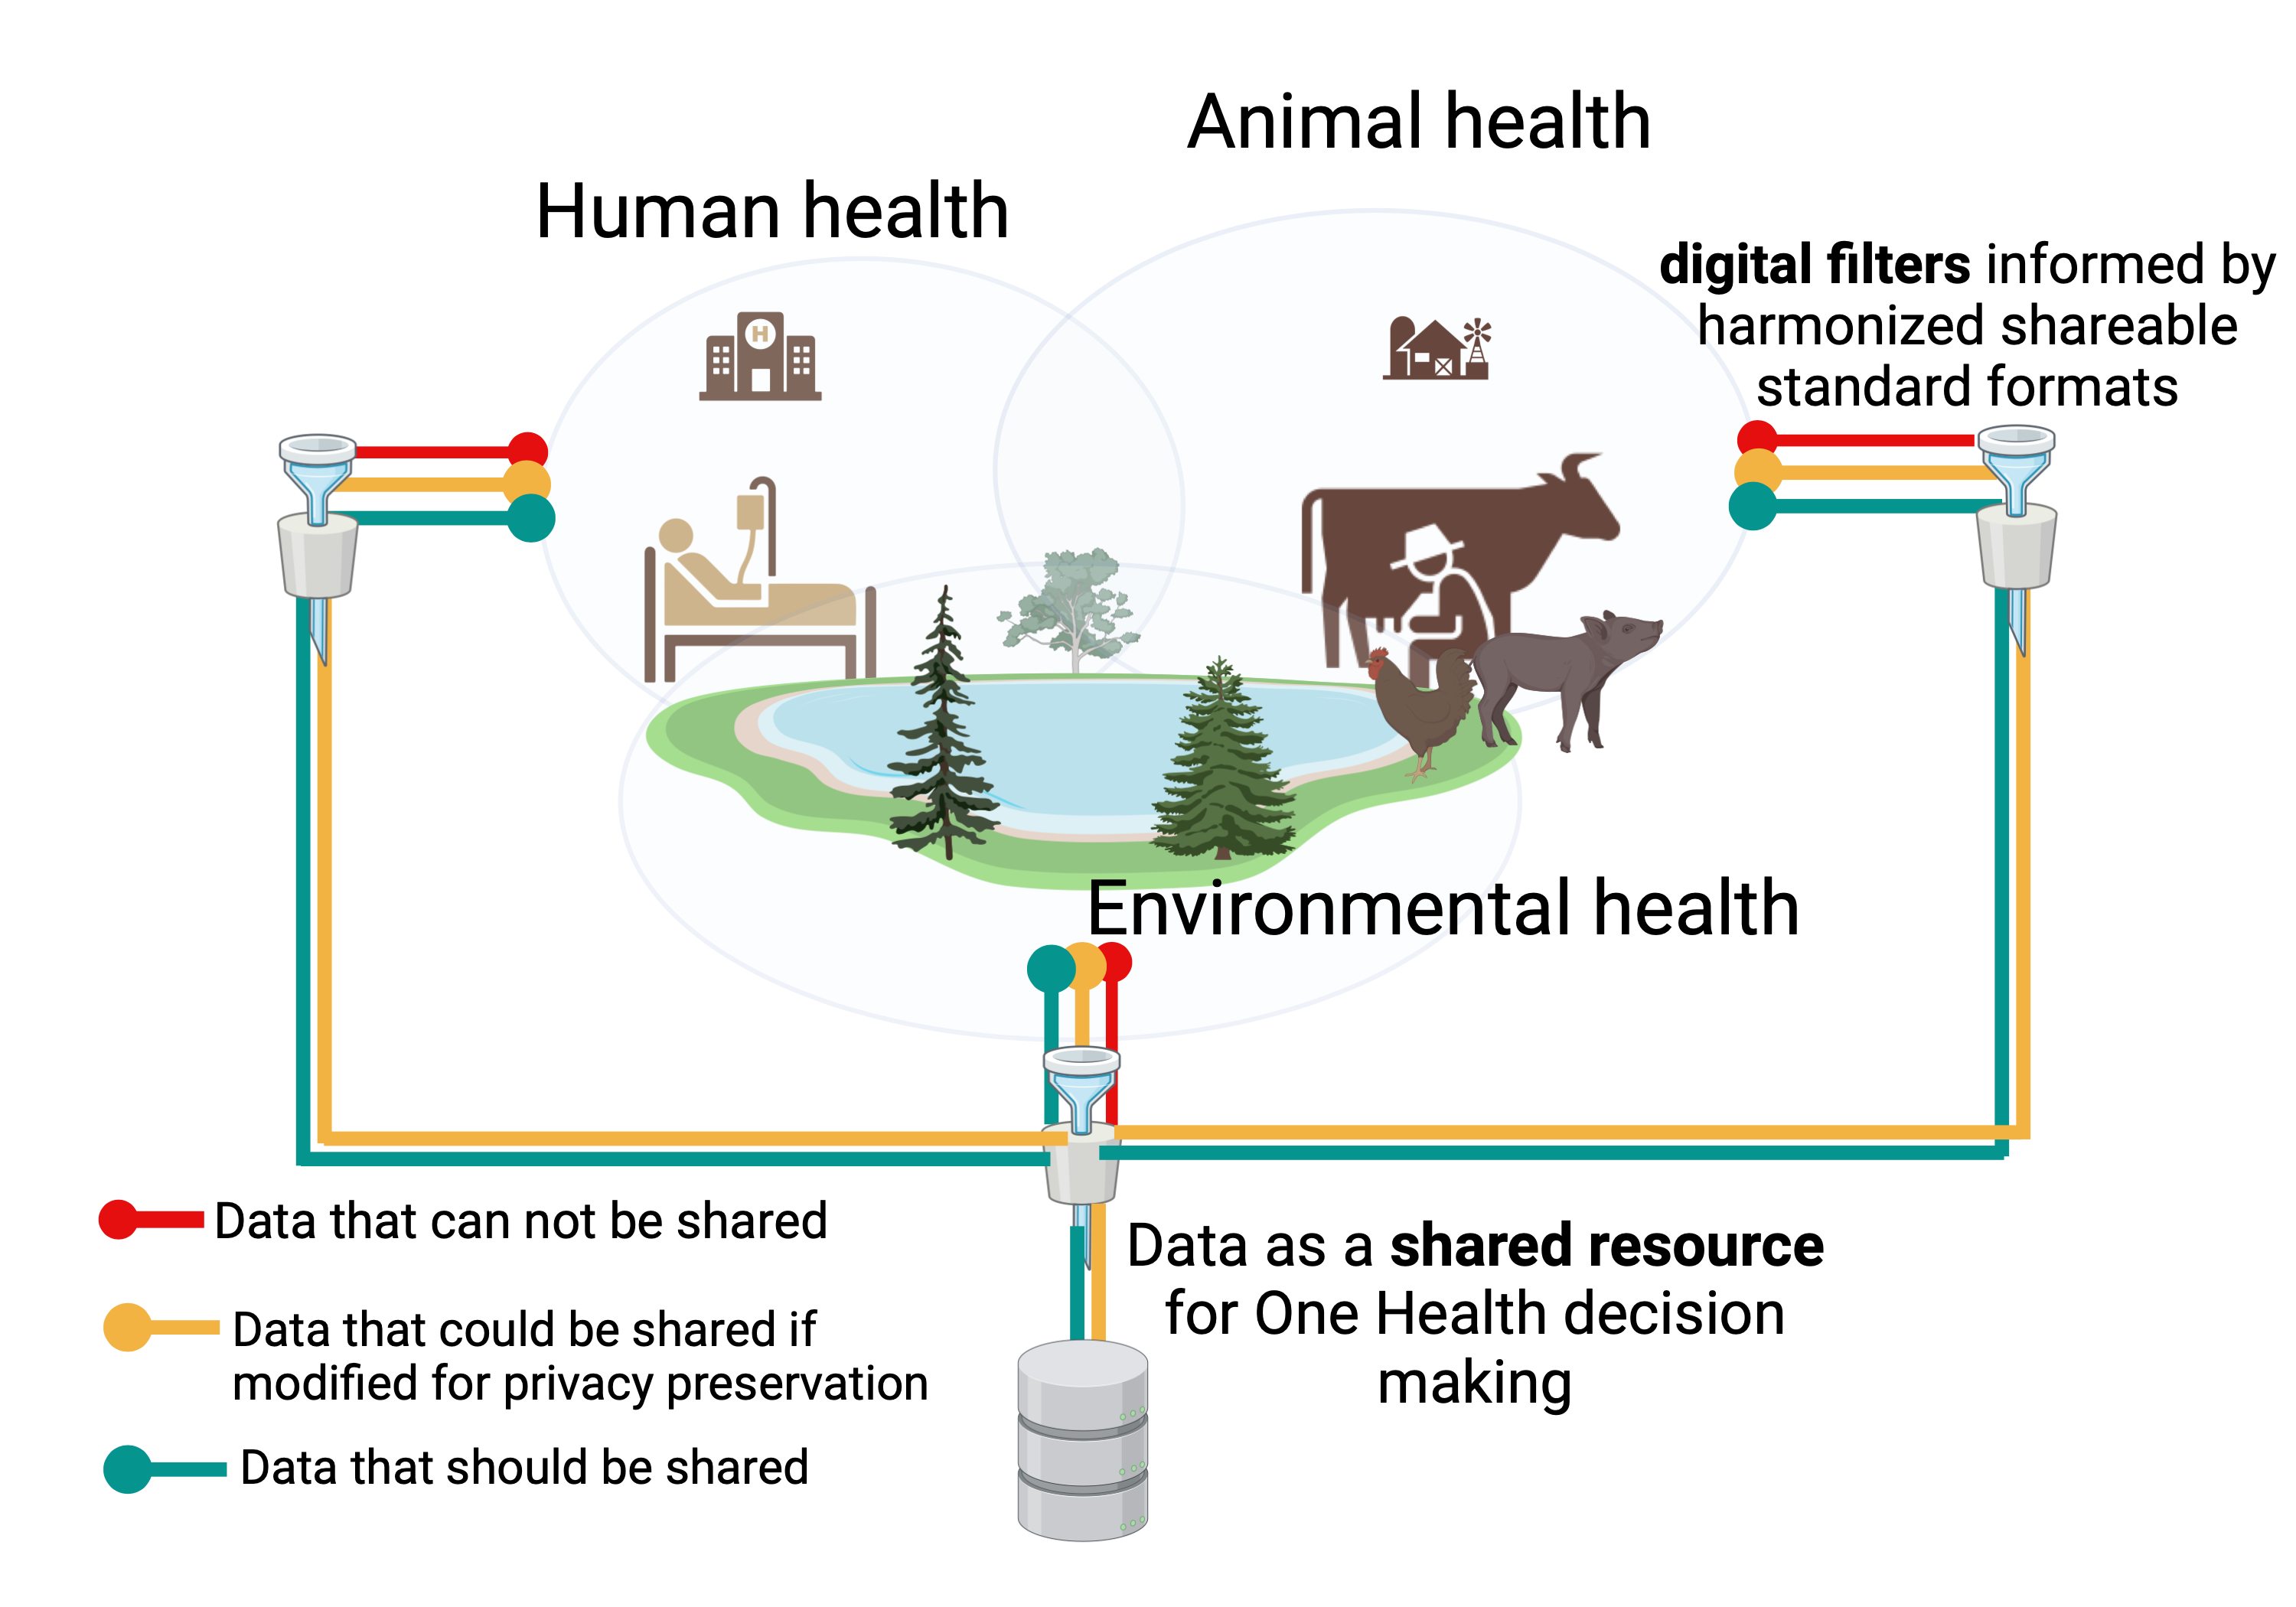 Animal health
Human health
digital filters informed by
harmonized shareable
standard formats
H
Environmental health
Data that can not be shared
Data that could be shared if
modified for privacy preservation
Data that should be shared
Data as a shared resource
for One Health decision
making